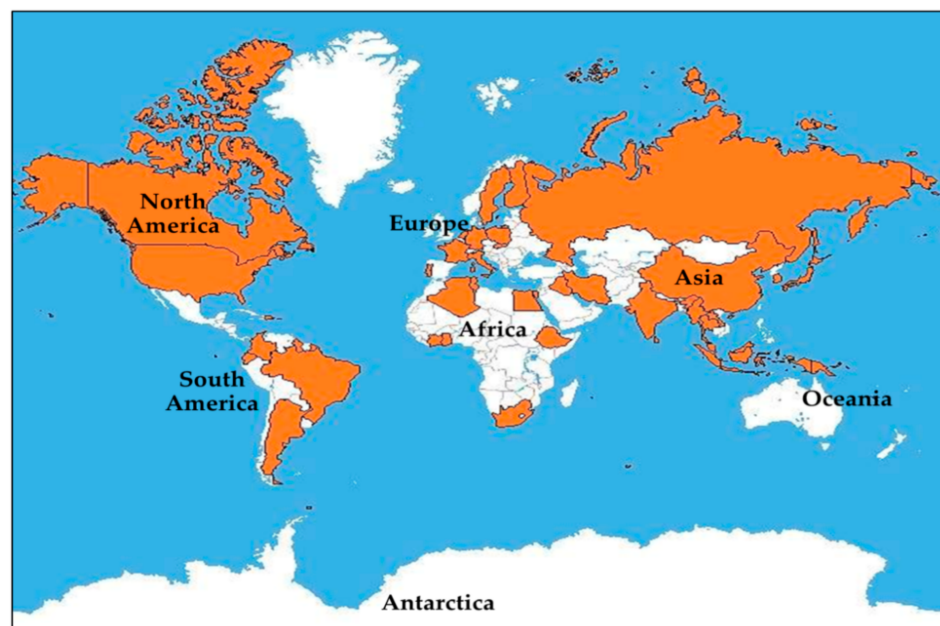 North
America
Europe
Asia
Africa
South
America
Oceania
Antarctica